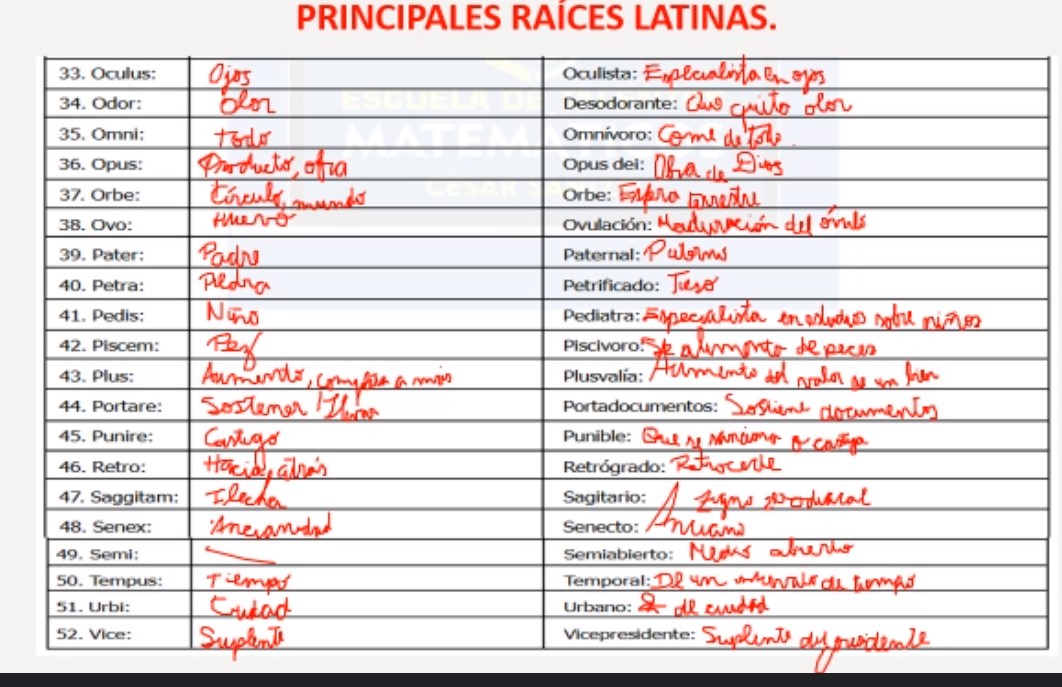 PRINCIPALES RAÍCES LATINAS.
33. Oculus: Ojos Oculista: Especialista en ojos
34. Odor: Olor Desodorante: Que quita olor
35. Omni: todo Omnívoro: Come de todo.
36. Opus: Producto, obra Opus dei: Obra de Dios
37. Orbe: Círculo, mundo Orbe: Esfera terrestre
38. Ovo: Huevo Ovulación: Maduración del óvulo
39. Pater: Padre Paternal: Paterno
40. Petra: Piedra Petrificado: Tieso
41. Pedis: Niño Pediatra: Especialista en estudios sobre niños
42. Piscem: Pez Piscivoro: Se alimenta de peces
43. Plus: Aumento, a más Plusvalía: Aumento del valor de un bien
44. Portare: Sostener, llevar Portadocumentos: Sostiene documentos
45. Punire: Castigo Punible: Que se sanciona o castiga
46. Retro: Hacia atrás Retrógrado: Retrocede
47. Saggitam: Flecha Sagitario: signo zodiacal
48. Senex: Ancianidad Senecto: Anciano
49. Semi: Semiabierto: Medio abierto
50. Tempus: Tiempo Temporal: De un intervalo de tiempo
51. Urbi: Ciudad Urbano: de ciudad
52. Vice: Suplente Vicepresidente: Suplente del presidente